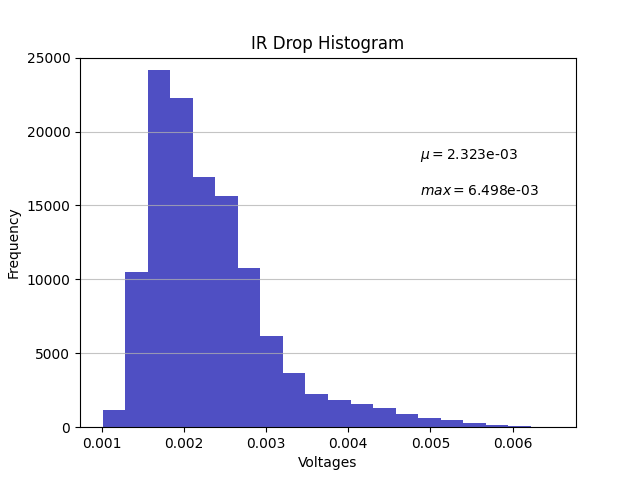 IR Drop Histogram
25000
20000
15000
10000
5000
0
Frequency
μ = 2.323e-03
max = 6.498e-03
0.001 0.002 0.003 0.004 0.005 0.006
Voltages